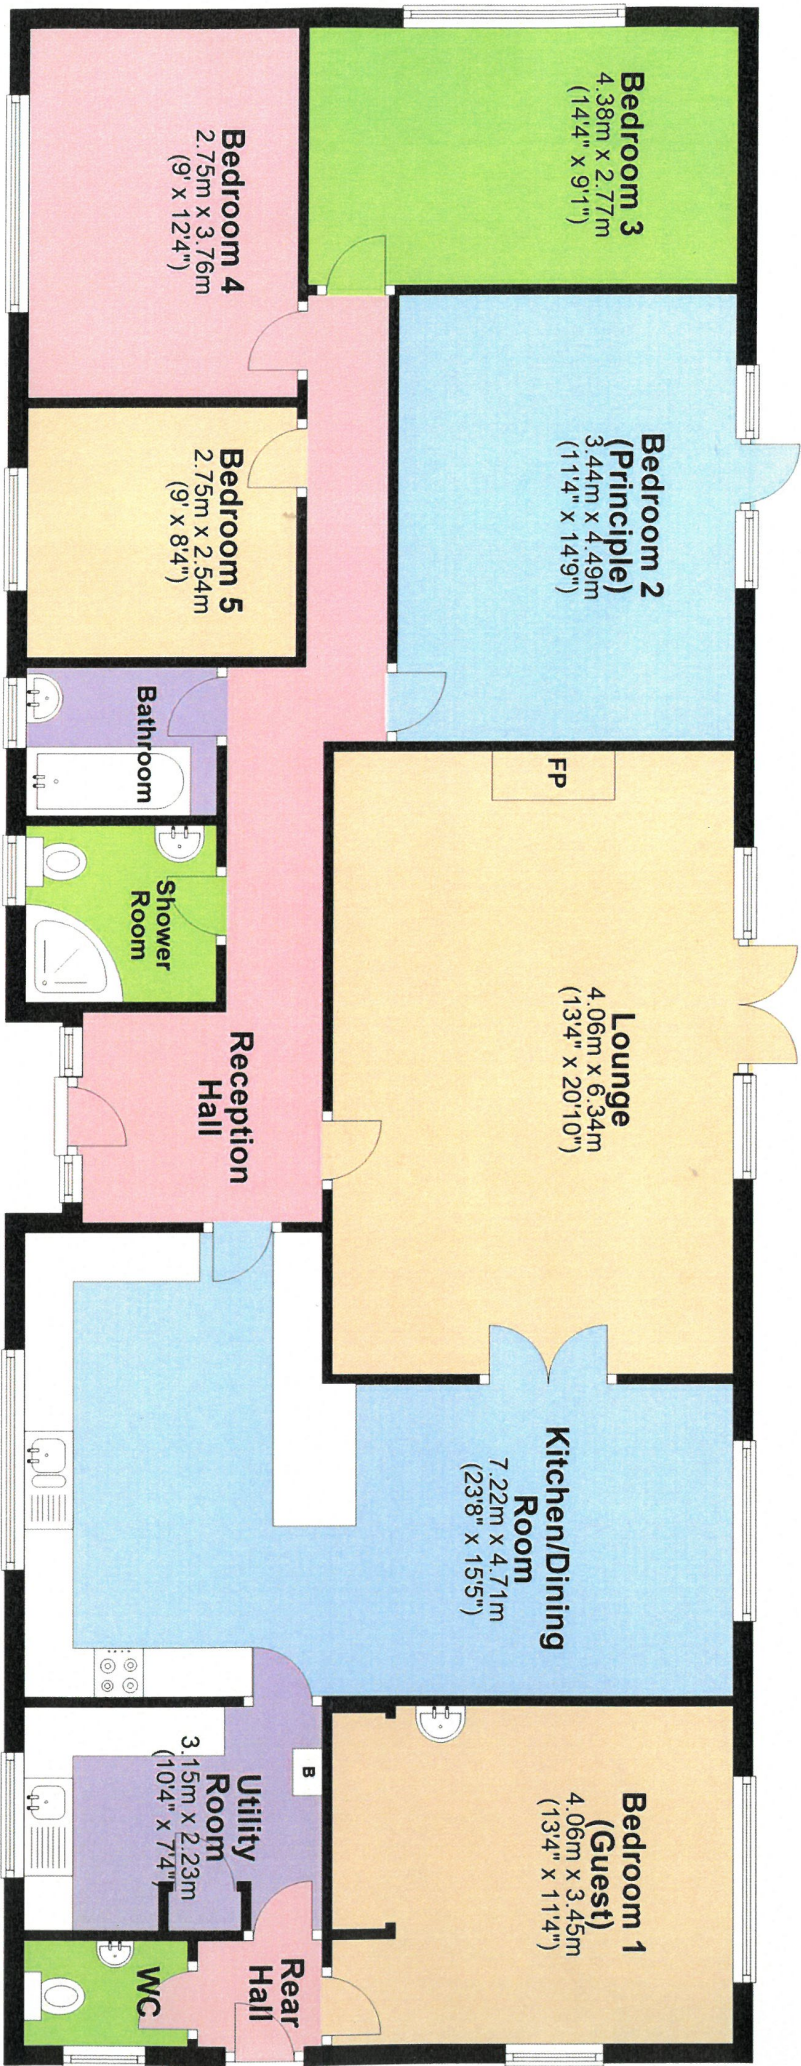 Bedroom 3
4.38m x 2.77m
(14'4" x 9'1")
Bedroom 4
2.75m x 3.76m
(9' x 12'4")
Bedroom 2
(Principle)
3.44m x 4.49m
(11'4" x 14'9")
Bedroom 5
2.75m x 2.54m
(9' x 8'4")
Bathroom
FP
Shower
Room
Lounge
4.06m x 6.34m
(13'4" x 20'10")
Reception
Hall
Kitchen/Dining
Room
7.22m x 4.71m
(23'8" x 15'5")
B
Utility
Room
3.15m x 2.23m
(10'4" x 7'4")
Bedroom 1
(Guest)
4.06m x 3.45m
(13'4" x 11'4")
Rear
Hall
WC